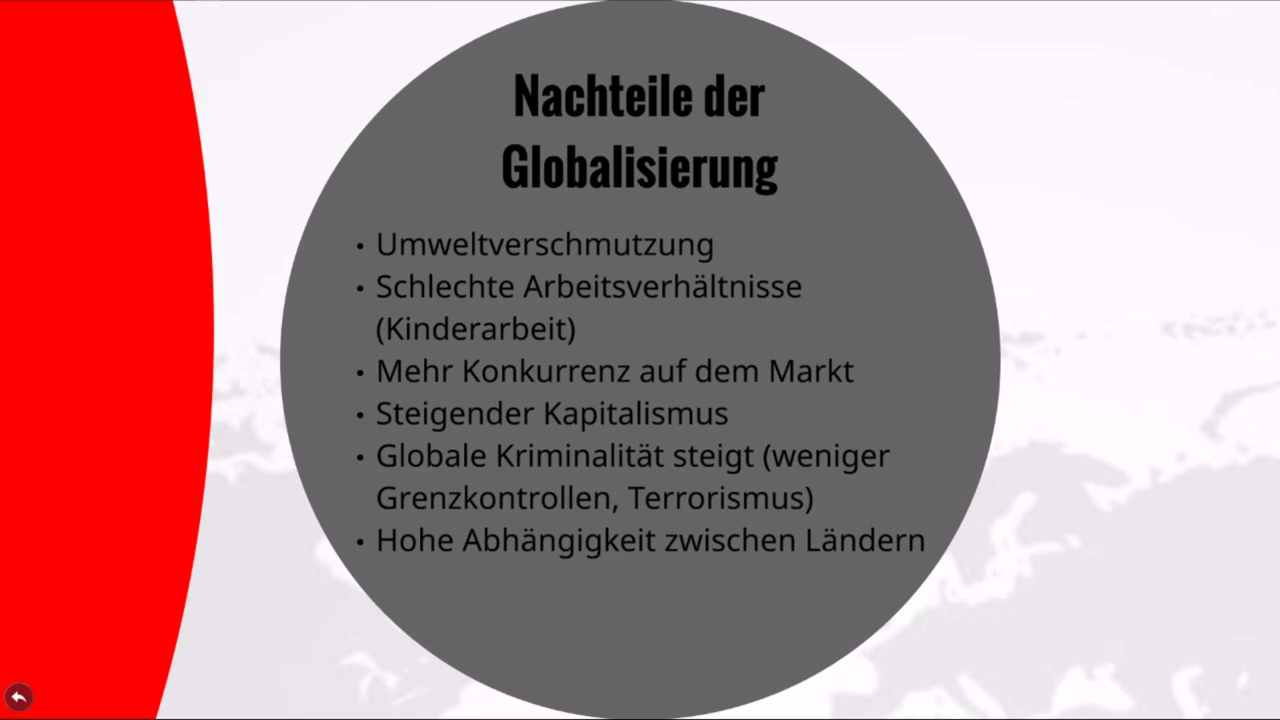 Nachteile der
Globalisierung
• Umweltverschmutzung
• Schlechte Arbeitsverhältnisse
(Kinderarbeit)
• Mehr Konkurrenz auf dem Markt
• Steigender Kapitalismus
• Globale Kriminalität steigt (weniger
Grenzkontrollen, Terrorismus)
• Hohe Abhängigkeit zwischen Ländern